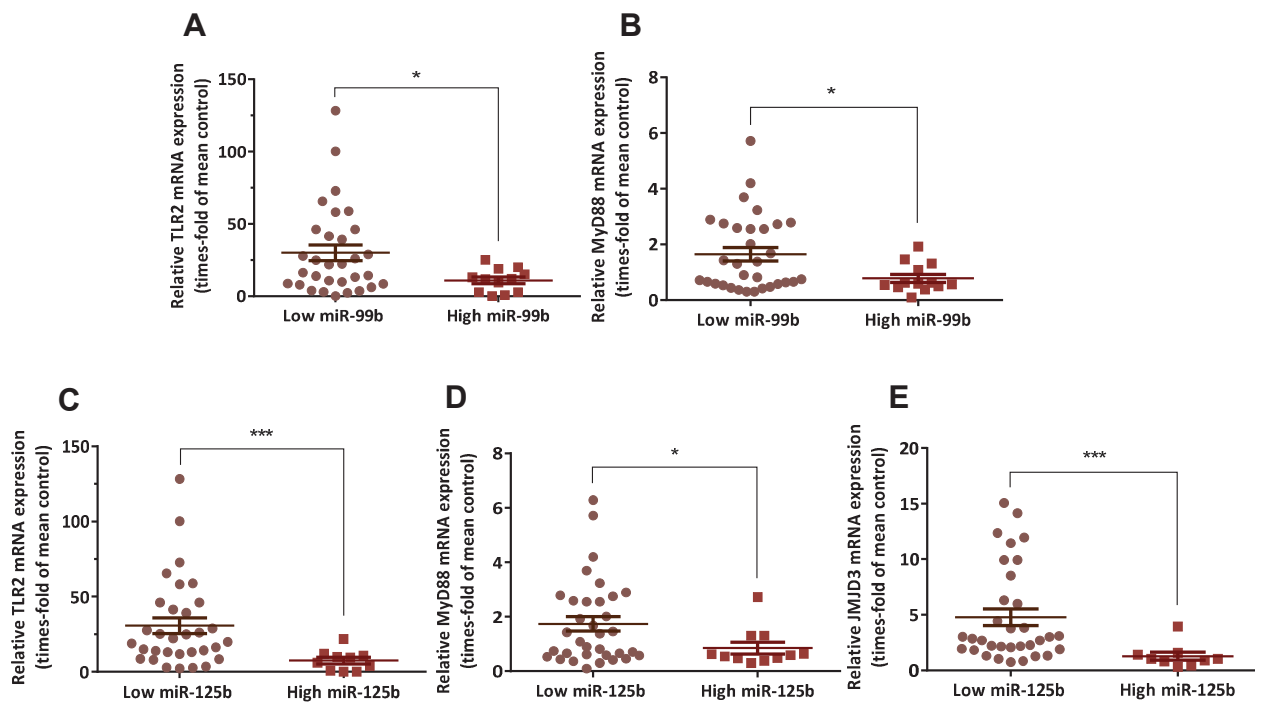 A
Relative TLR2 mRNA expression
(times-fold of mean control)
150
100
50
0
*
Low miR-99b
High miR-99b
B
Relative MyD88 mRNA expression
(times-fold of mean control)
8
6
4
2
0
*
Low miR-99b
High miR-99b
C
Relative TLR2 mRNA expression
(times-fold of mean control)
150
100
50
0
***
Low miR-125b
High miR-125b
D
Relative MyD88 mRNA expression
(times-fold of mean control)
8
6
4
2
0
*
Low miR-125b
High miR-125b
E
Relative JMJD3 mRNA expression
(times-fold of mean control)
20
15
10
5
0
***
Low miR-125b
High miR-125b